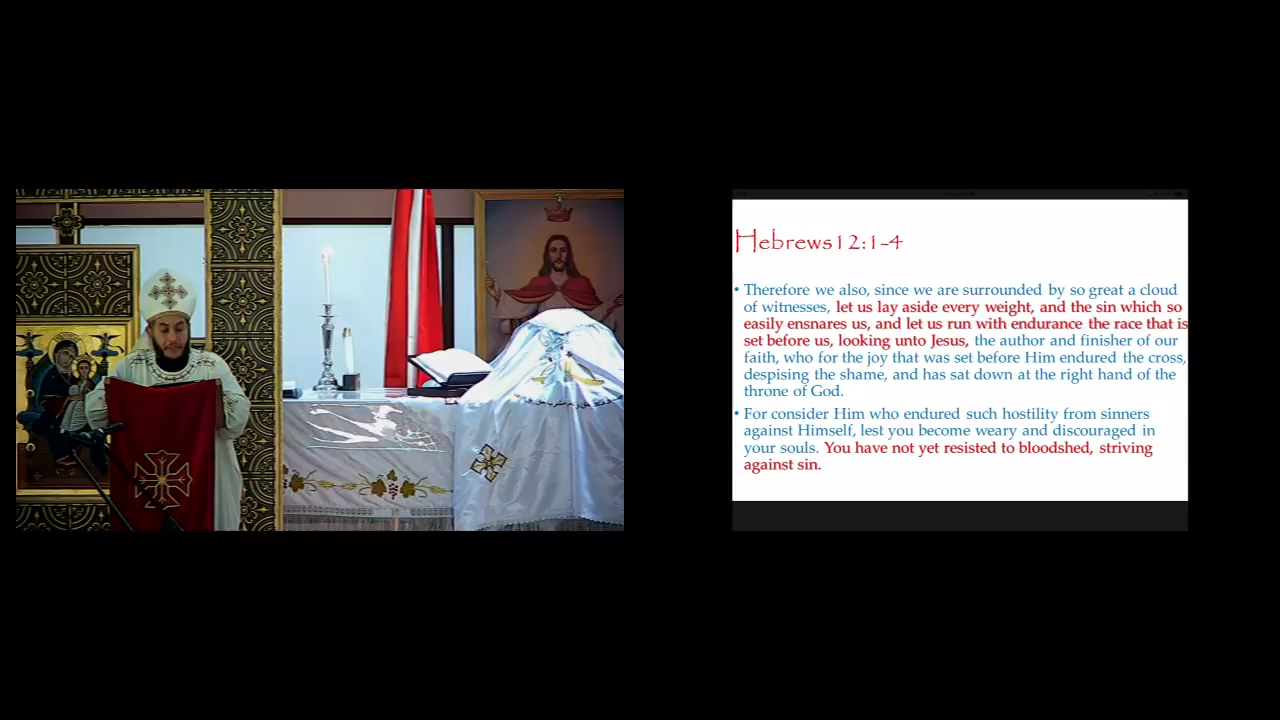 Hebrews12:1-4
• Therefore we also, since we are surrounded by so great a cloud
of witnesses, let us lay aside every weight, and the sin which so
easily ensnares us, and let us run with endurance the race that is
set before us, looking unto Jesus, the author and finisher of our
faith, who for the joy that was set before Him endured the cross,
despising the shame, and has sat down at the right hand of the
throne of God.
• For consider Him who endured such hostility from sinners
against Himself, lest you become weary and discouraged in
your souls. You have not yet resisted to bloodshed, striving
against sin.